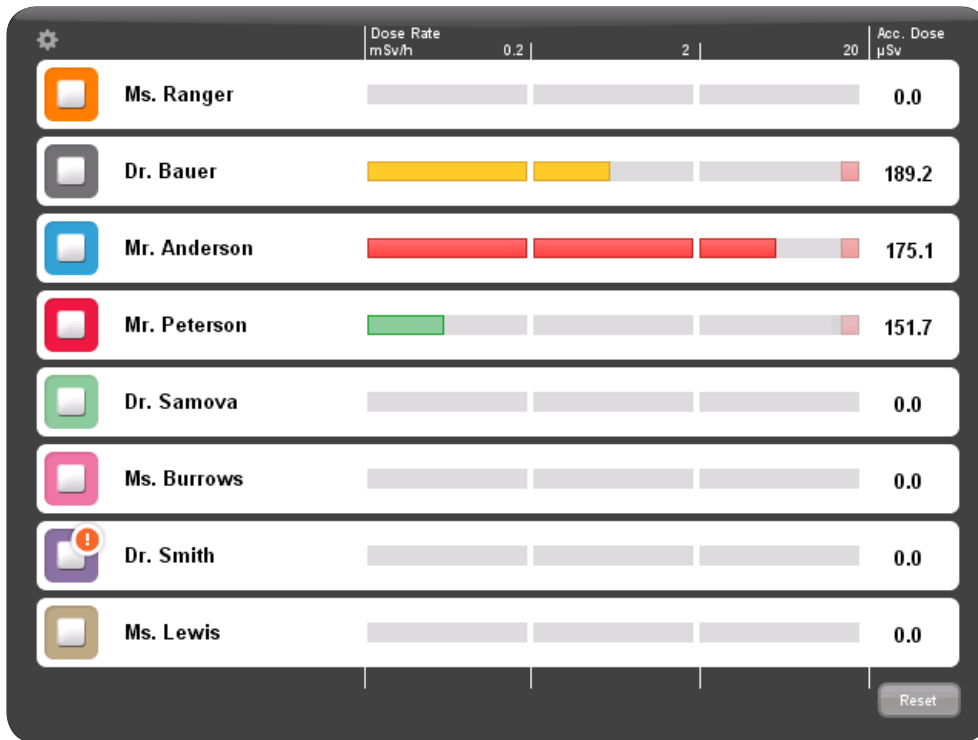 Dose Rate
mSv/h 0.2 2 20
Acc. Dose
µSv
Ms. Ranger 0.0
Dr. Bauer 189.2
Mr. Anderson 175.1
Mr. Peterson 151.7
Dr. Samova 0.0
Ms. Burrows 0.0
!
Dr. Smith 0.0
Ms. Lewis 0.0
Reset